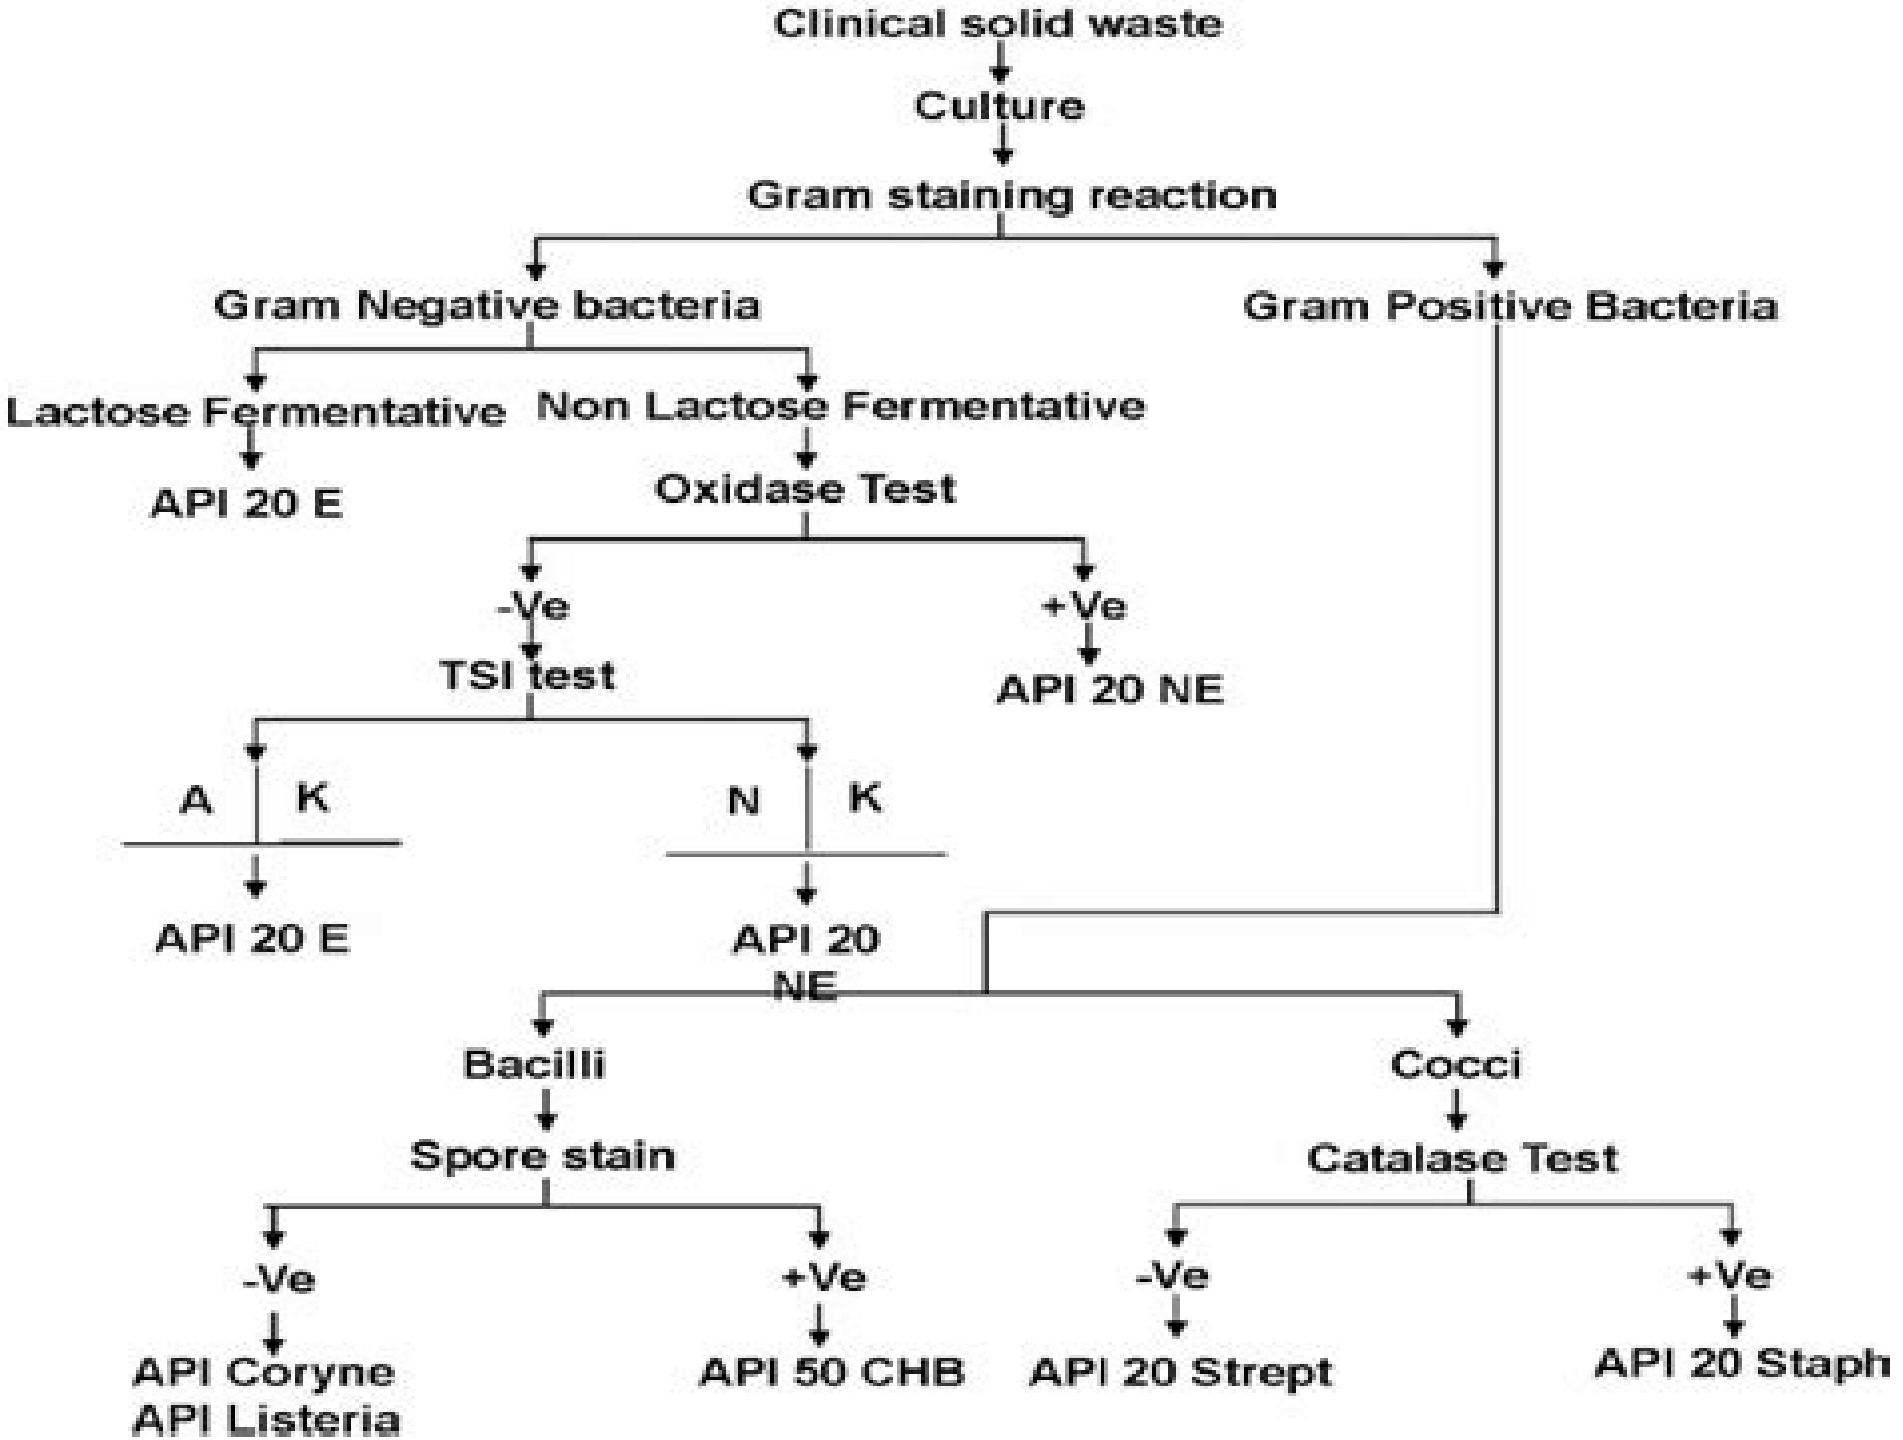 Clinical solid waste
Culture
Gram staining reaction
Gram Negative bacteria
Gram Positive Bacteria
Lactose Fermentative
Non Lactose Fermentative
API 20 E
Oxidase Test
-Ve
+Ve
TSI test
API 20 NE
A
K
N
K
API 20 E
API 20
NE
Bacilli
Cocci
Spore stain
Catalase Test
-Ve
+Ve
-Ve
+Ve
API Coryne
API Listeria
API 50 CHB
API 20 Strept
API 20 Staph